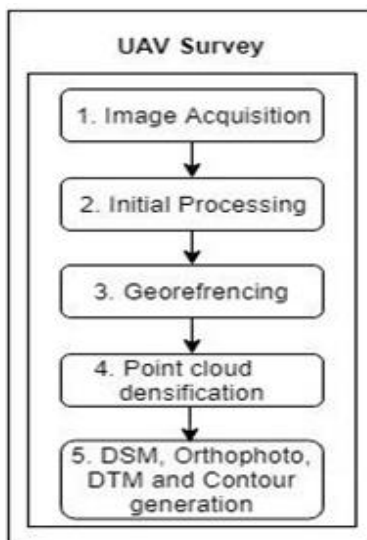 UAV Survey
1. Image Acquisition
2. Initial Processing
3. Georefrencing
4. Point cloud
densification
5. DSM, Orthophoto,
DTM and Contour
generation